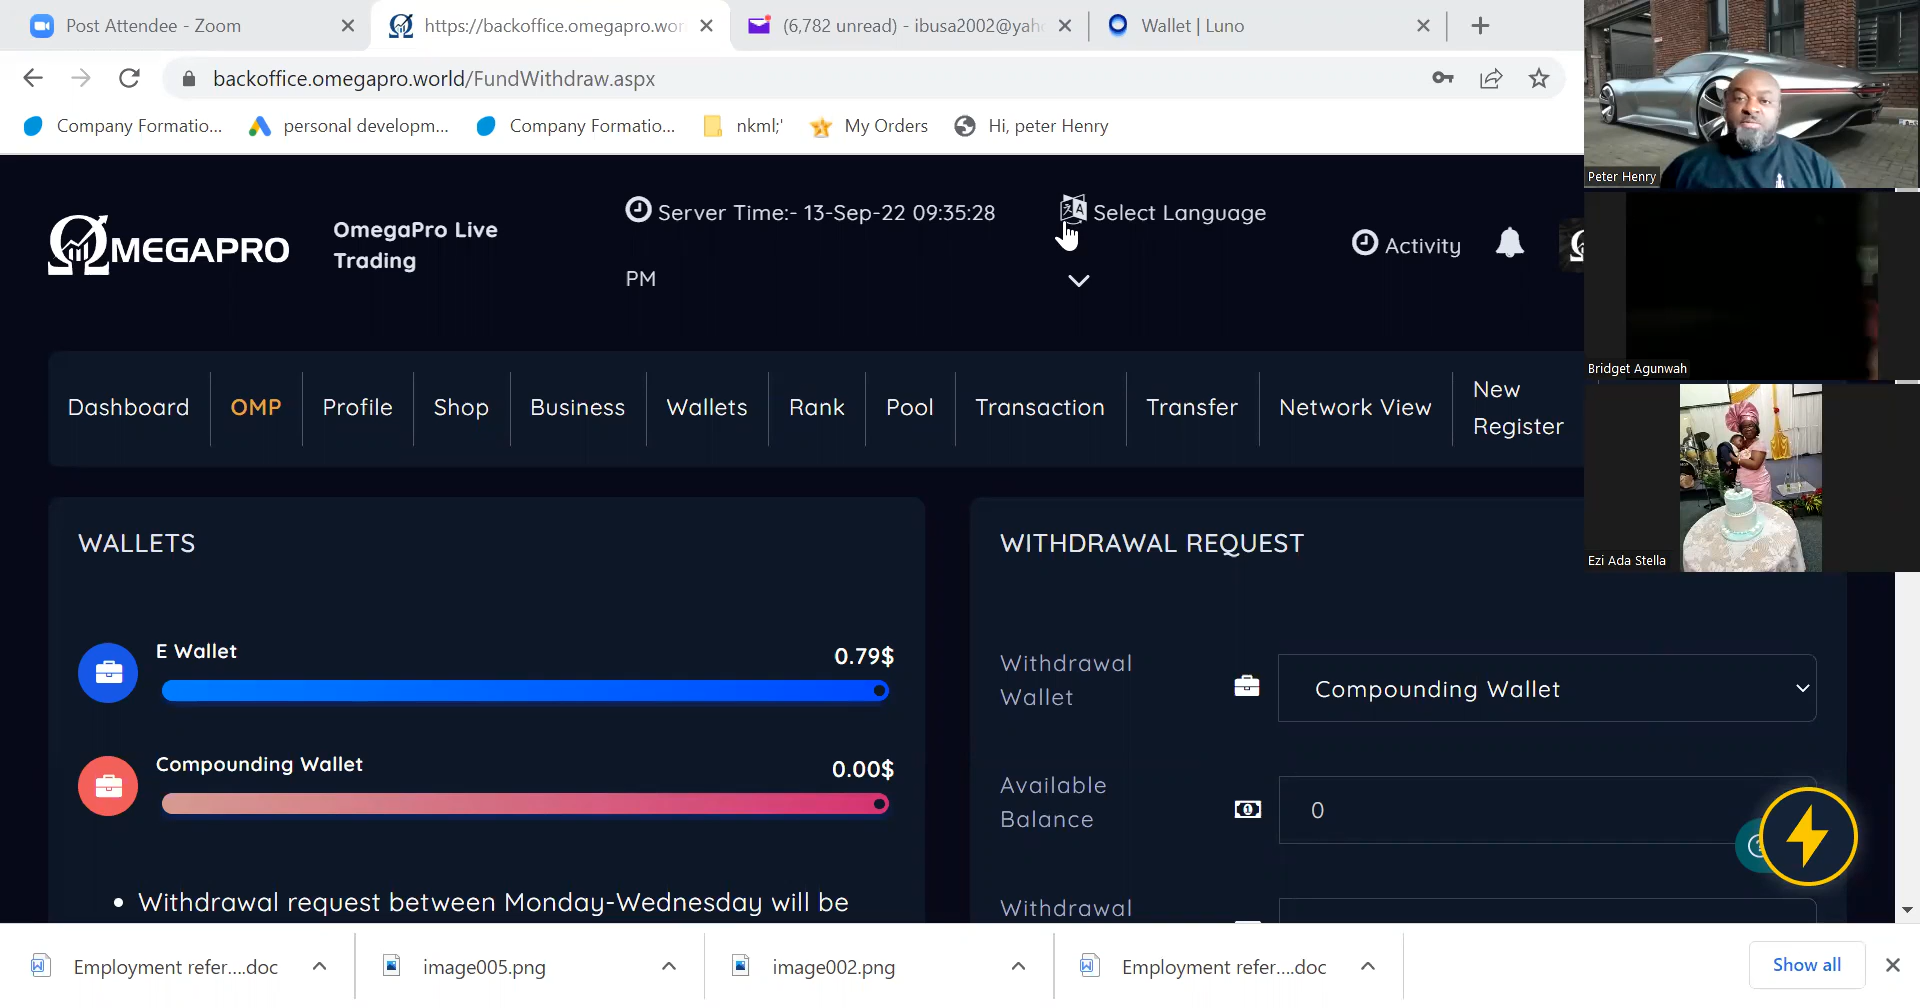 Post Attendee - Zoom
https://backoffice.omegapro.wor
(6,782 unread) - ibusa2002@yah
Wallet | Luno
backoffice.omegapro.world/FundWithdraw.aspx
Company Formatio...
personal developm...
Company Formatio...
nkml;'
My Orders
Hi, peter Henry
Peter Henry
ΩMEGAPRO
OmegaPro Live
Trading
Server Time:- 13-Sep-22 09:35:28
PM
Select Language
Activity
Bridget Agunwah
Dashboard
OMP
Profile
Shop
Business
Wallets
Rank
Pool
Transaction
Transfer
Network View
New
Register
Ezi Ada Stella
WALLETS
E Wallet
0.79$
Compounding Wallet
0.00$
• Withdrawal request between Monday-Wednesday will be
WITHDRAWAL REQUEST
Withdrawal
Wallet
Compounding Wallet
Available
Balance
0
Withdrawal
Employment refer....doc
image005.png
image002.png
Employment refer....doc
Show all